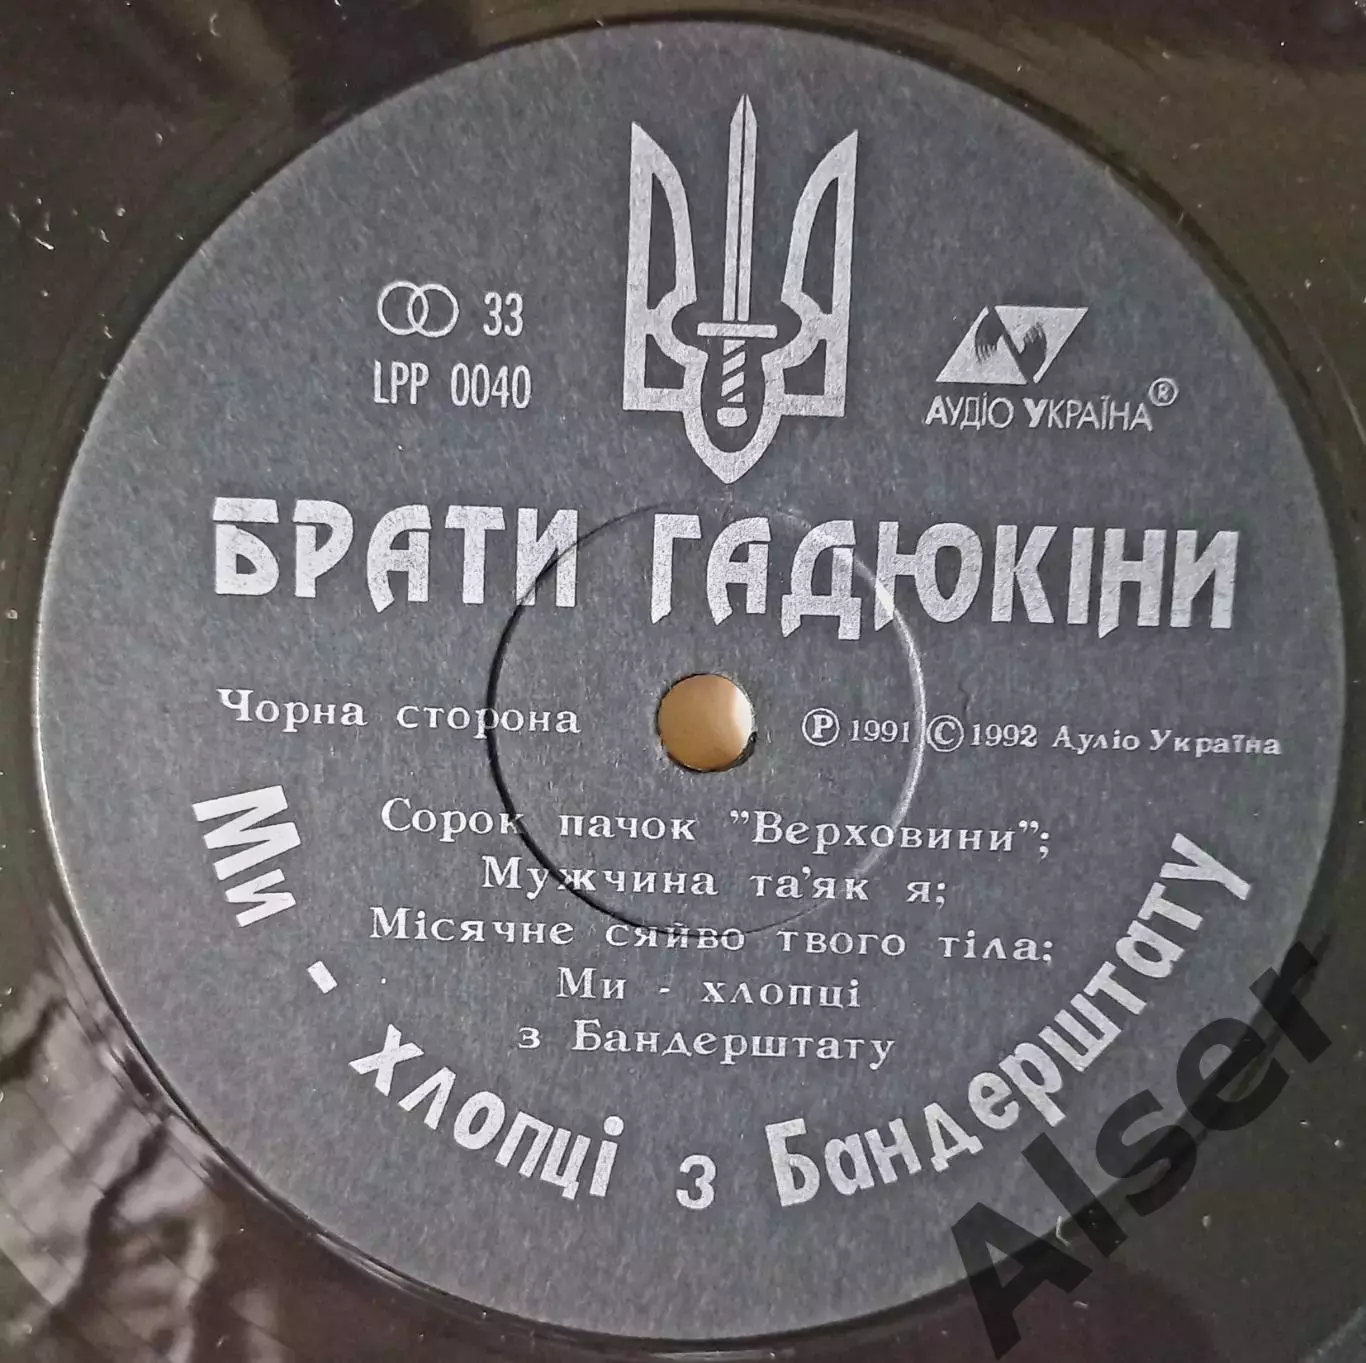 33
LPP 0040
АУДІО УКРАЇНА ®
БРАТИ ГАДЮКІНИ
Чорна сторона
Ⓟ 1991 © 1992 Ауліо Україна
Сорок пачок ”Верховини”;
Мужчина та'як я;
Місячне сяйво твого тіла;
Ми - хлопці
з Бандерштату
Ми - хлопці з Бандерштату
Alser